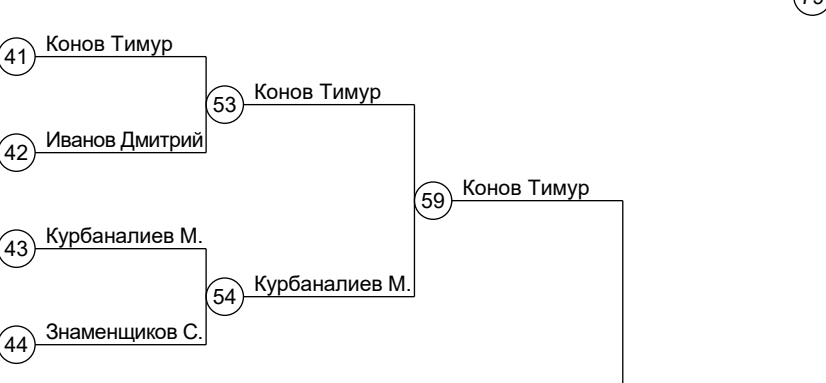 41 Конов Тимур
53 Конов Тимур
42 Иванов Дмитрий
59 Конов Тимур
43 Курбаналиев М.
54 Курбаналиев М.
44 Знаменщиков С.